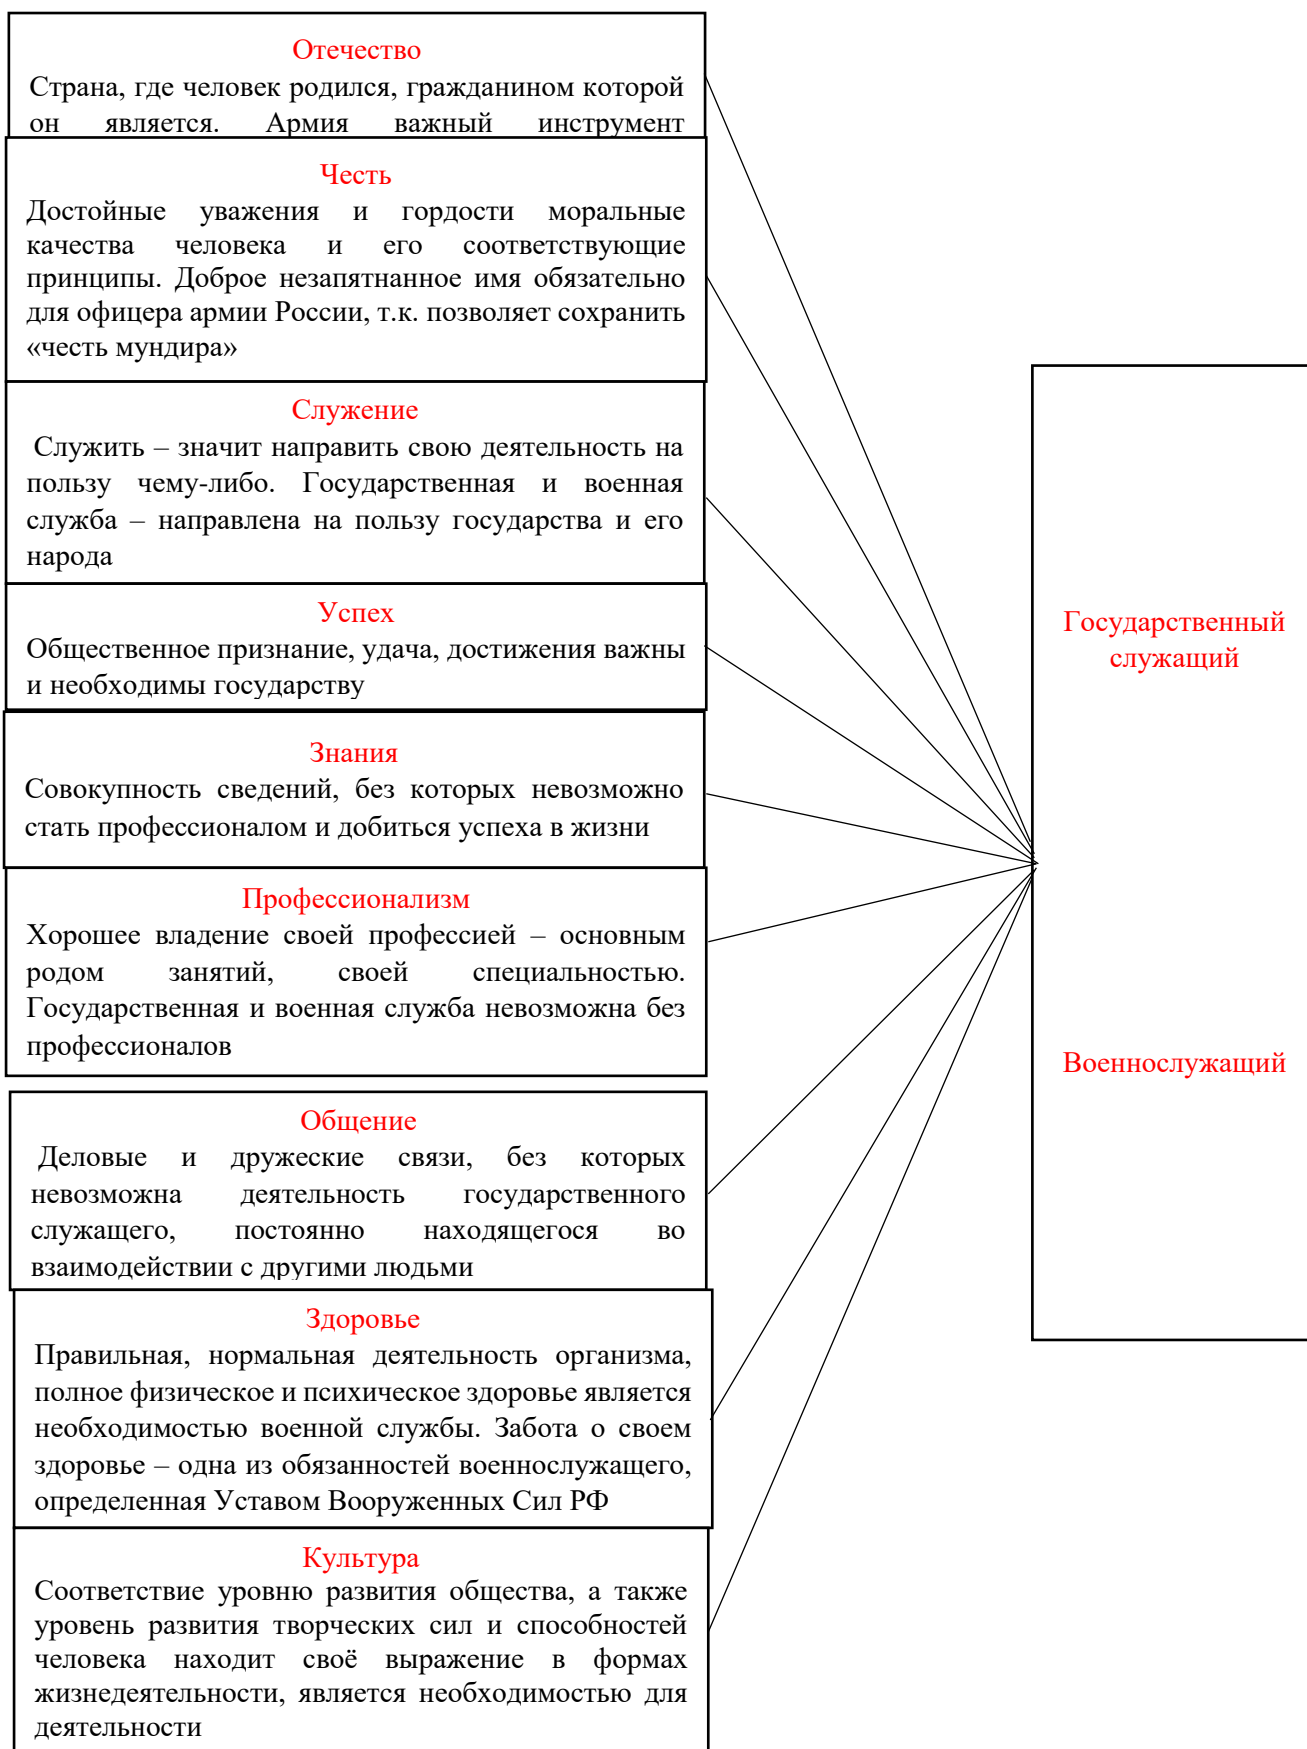 Отечество
Страна, где человек родился, гражданином которой
он является. Армия важный инструмент
Честь
Достойные уважения и гордости моральные
качества человека и его соответствующие
принципы. Доброе незапятнанное имя обязательно
для офицера армии России, т.к. позволяет сохранить
«честь мундира»
Служение
Служить – значит направить свою деятельность на
пользу чему-либо. Государственная и военная
служба – направлена на пользу государства и его
народа
Успех
Общественное признание, удача, достижения важны
и необходимы государству
Знания
Совокупность сведений, без которых невозможно
стать профессионалом и добиться успеха в жизни
Профессионализм
Хорошее владение своей профессией – основным
родом занятий, своей специальностью.
Государственная и военная служба невозможна без
профессионалов
Общение
Деловые и дружеские связи, без которых
невозможна деятельность государственного
служащего, постоянно находящегося во
взаимодействии с другими людьми
Здоровье
Правильная, нормальная деятельность организма,
полное физическое и психическое здоровье является
необходимостью военной службы. Забота о своем
здоровье – одна из обязанностей военнослужащего,
определенная Уставом Вооруженных Сил РФ
Культура
Соответствие уровню развития общества, а также
уровень развития творческих сил и способностей
человека находит своё выражение в формах
жизнедеятельности, является необходимостью для
деятельности
Государственный
служащий
Военнослужащий